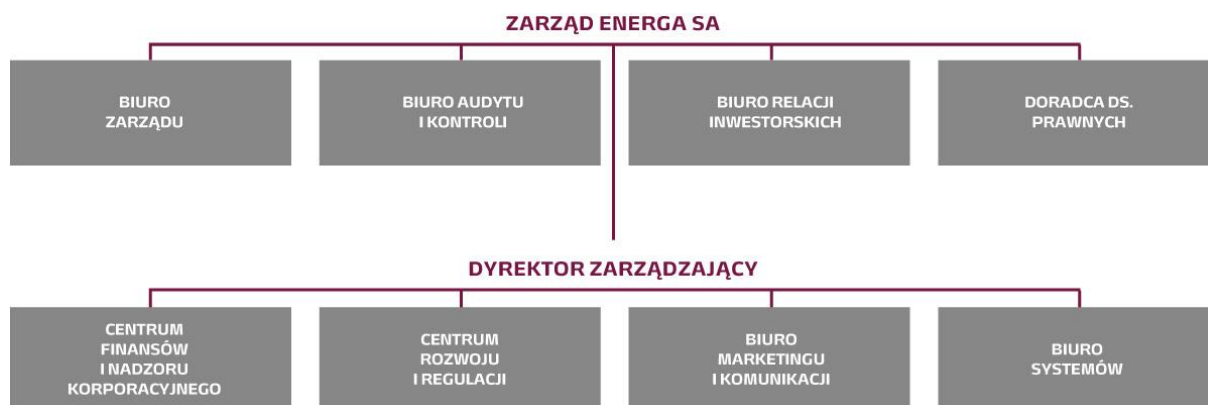 ZARZĄD ENERGA SA
BIURO
ZARZĄDU
BIURO AUDYTU
I KONTROLI
BIURO RELACJI
INWESTORSKICH
DORADCA DS.
PRAWNYCH
DYREKTOR ZARZĄDZAJĄCY
CENTRUM
FINANSÓW
I NADZORU
KORPORACYJNEGO
CENTRUM
ROZWOJU
I REGULACJI
BIURO
MARKETINGU
I KOMUNIKACJI
BIURO
SYSTEMÓW